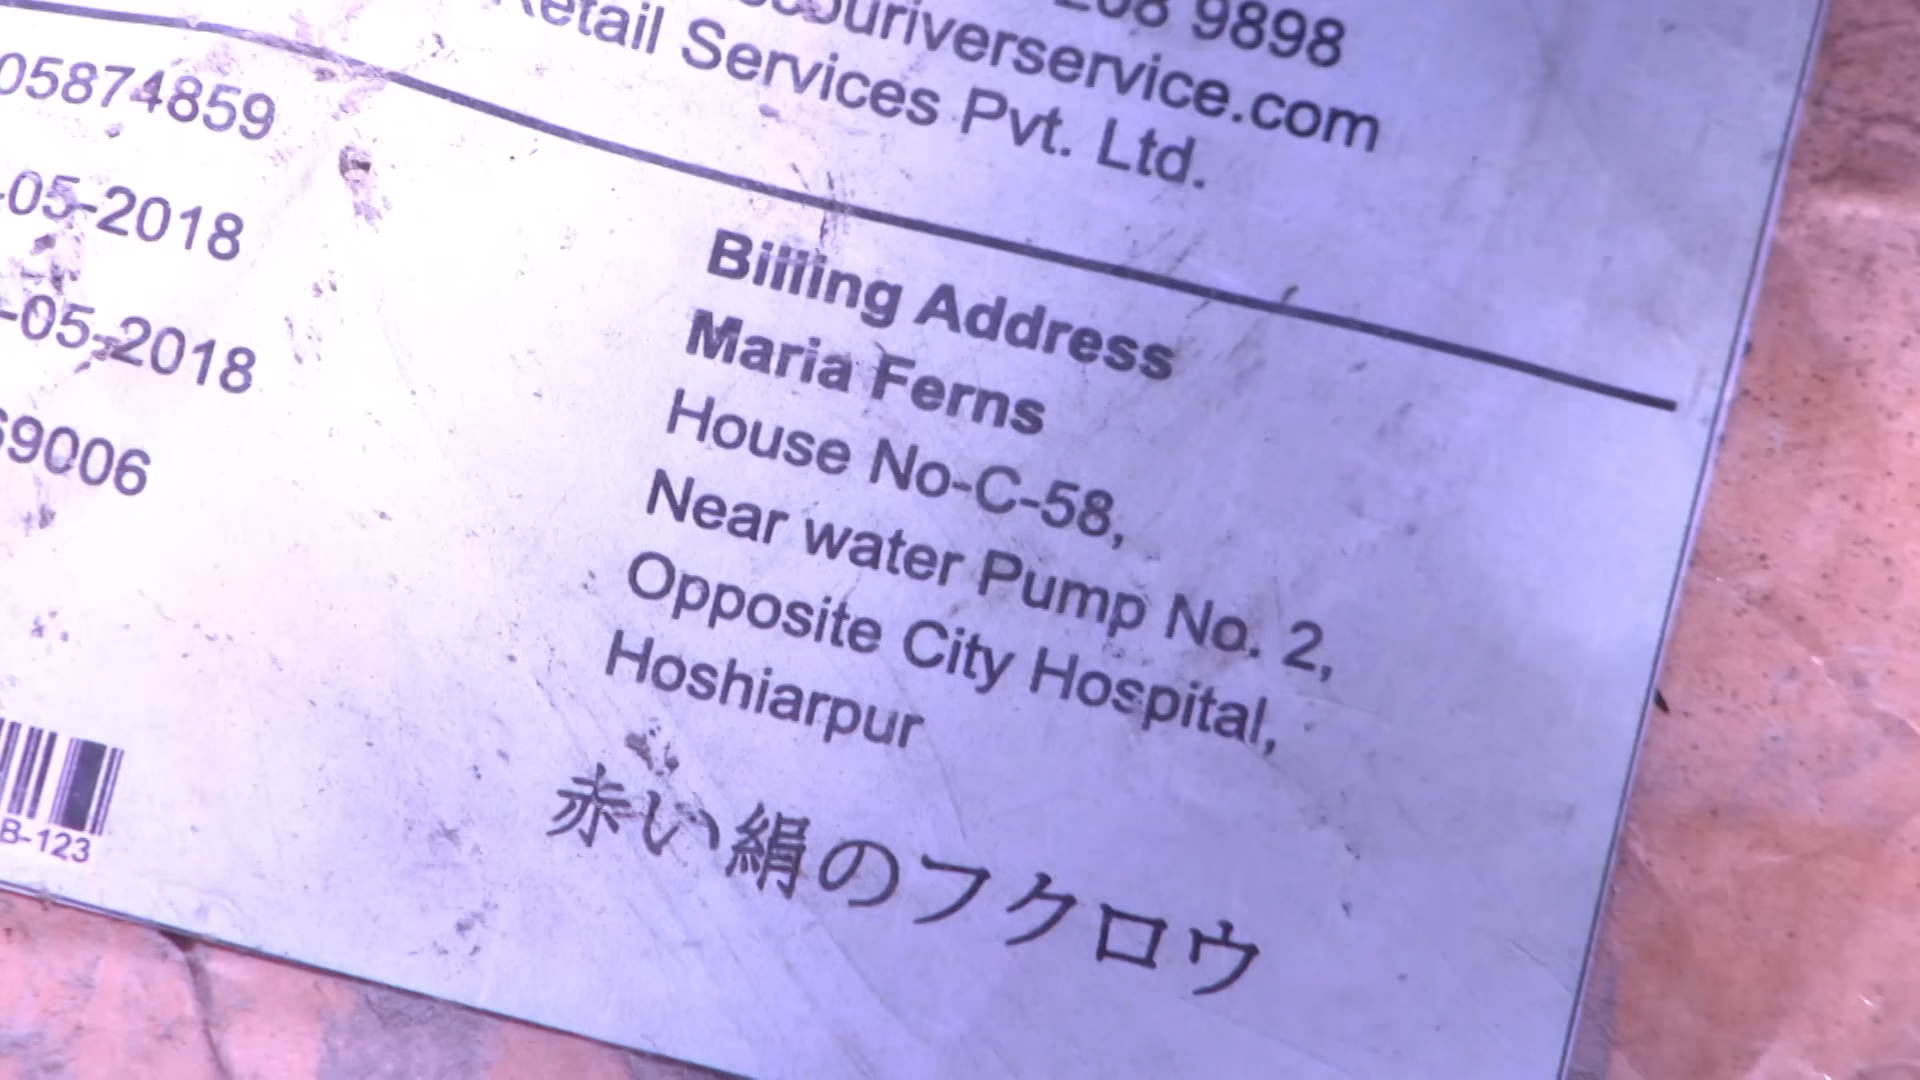 208 9898
couriverservice.com
Retail Services Pvt. Ltd.
05874859
-05-2018
-05-2018
69006
B-123
Billing Address
Maria Ferns
House No-C-58,
Near water Pump No. 2,
Opposite City Hospital,
Hoshiarpur
赤い絹のフクロウ